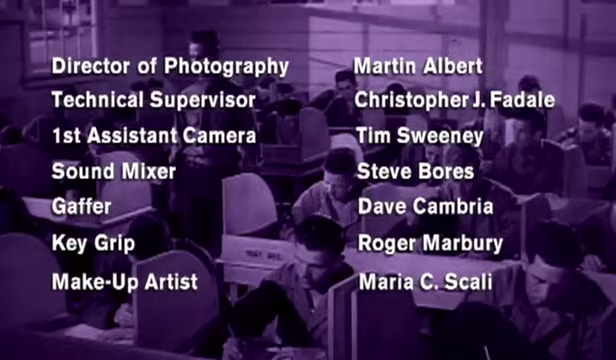 Director of Photography Martin Albert
Technical Supervisor Christopher J. Fadale
1st Assistant Camera Tim Sweeney
Sound Mixer Steve Bores
Gaffer Dave Cambria
Key Grip Roger Marbury
Make-Up Artist Maria C. Scali